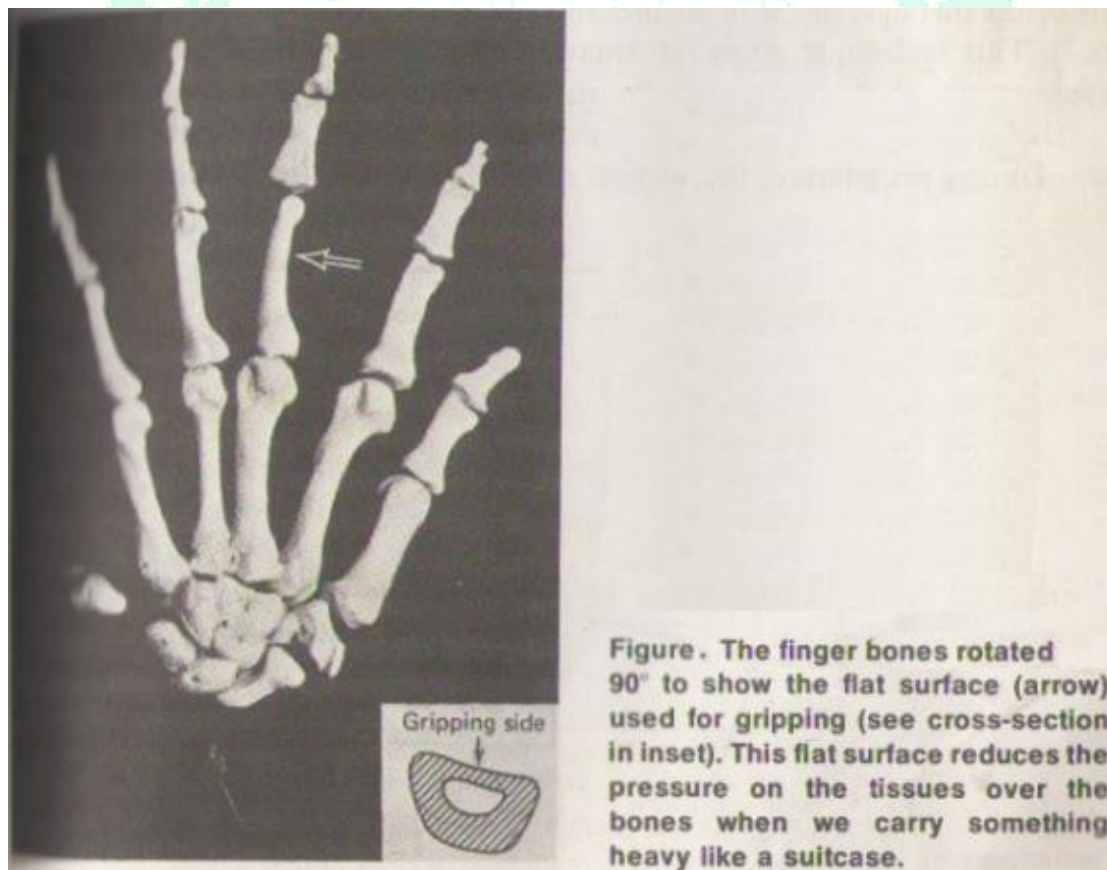 Gripping side
Figure. The finger bones rotated
90° to show the flat surface (arrow)
used for gripping (see cross-section
in inset). This flat surface reduces the
pressure on the tissues over the
bones when we carry something
heavy like a suitcase.